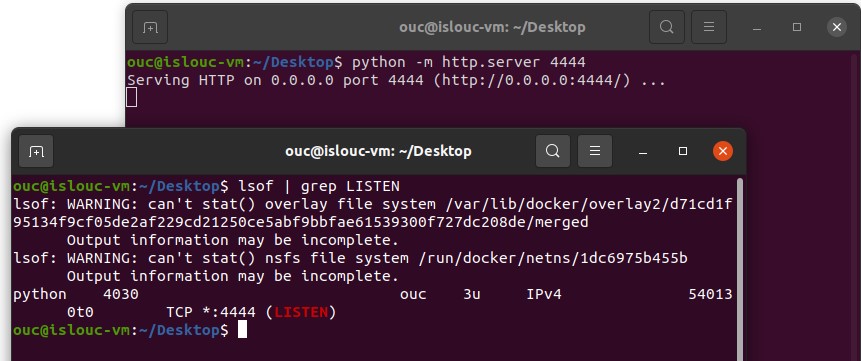 ouc@islouc-vm: ~/Desktop
ouc@islouc-vm:~/Desktop$ python -m http.server 4444
Serving HTTP on 0.0.0.0 port 4444 (http://0.0.0.0:4444/) ...
ouc@islouc-vm: ~/Desktop
ouc@islouc-vm:~/Desktop$ lsof | grep LISTEN
lsof: WARNING: can't stat() overlay file system /var/lib/docker/overlay2/d71cd1f
95134f9cf05de2af229cd21250ce5abf9bbfae61539300f727dc208de/merged
Output information may be incomplete.
lsof: WARNING: can't stat() nsfs file system /run/docker/netns/1dc6975b455b
Output information may be incomplete.
python 4030 ouc 3u IPv4 54013
0t0 TCP *:4444 (LISTEN)
ouc@islouc-vm:~/Desktop$